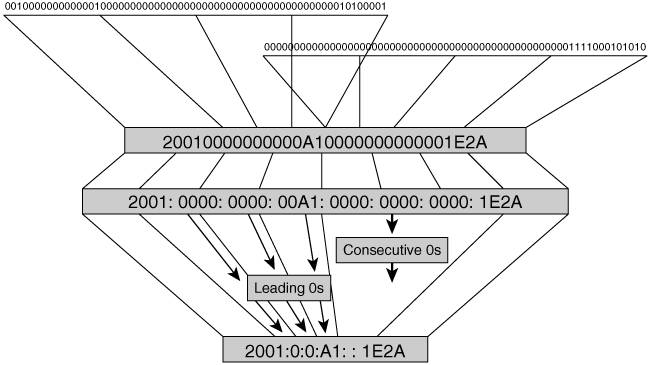 0010000000000001000000000000000000000000000000000000000010100001
0000000000000000000000000000000000000000000000000001111000101010
20010000000000A10000000000001E2A
2001: 0000: 0000: 00A1: 0000: 0000: 0000: 1E2A
Consecutive 0s
Leading 0s
2001:0:0:A1: : 1E2A